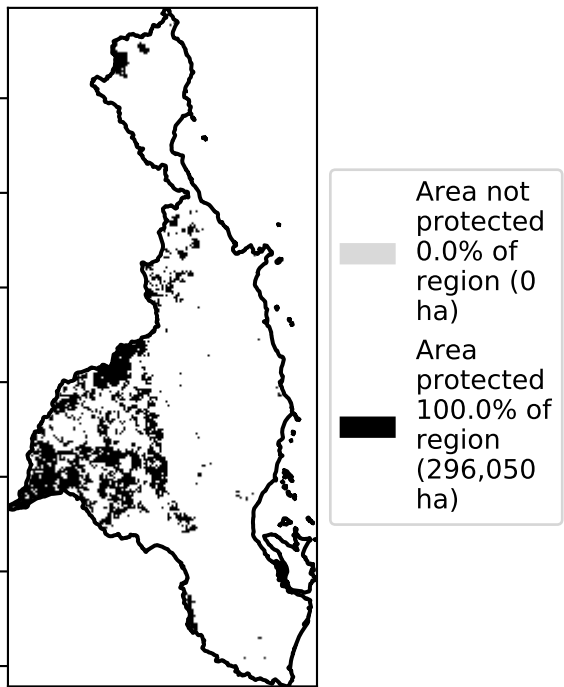 Area not
protected
0.0% of
region (0
ha)
Area
protected
100.0% of
region
(296,050
ha)